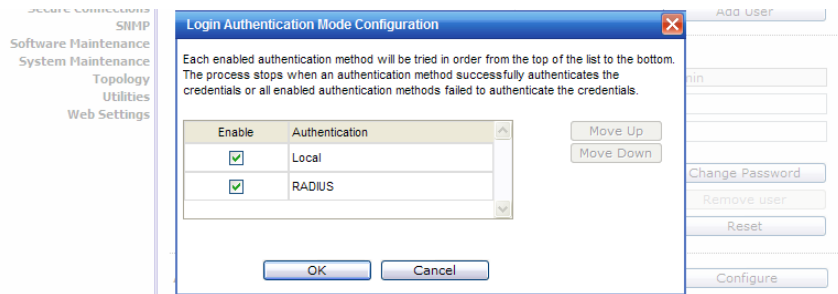 Secure Connections
SNMP
Software Maintenance
System Maintenance
Topology
Utilities
Web Settings
Login Authentication Mode Configuration
Each enabled authentication method will be tried in order from the top of the list to the bottom.
The process stops when an authentication method successfully authenticates the
credentials or all enabled authentication methods failed to authenticate the credentials.
Enable Authentication
Local
RADIUS
Move Up
Move Down
OK Cancel
Add User
Change Password
Remove user
Reset
Configure